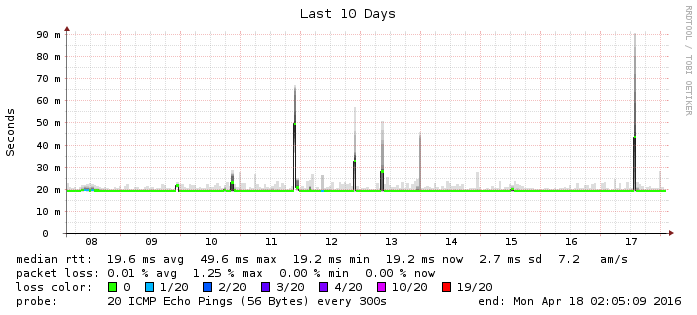 Last 10 Days
RRDTOOL / TOBI OETIKER
Seconds
90 m
80 m
70 m
60 m
50 m
40 m
30 m
20 m
10 m
0
08 09 10 11 12 13 14 15 16 17
median rtt: 19.6 ms avg 49.6 ms max 19.2 ms min 19.2 ms now 2.7 ms sd 7.2 am/s
packet loss: 0.01 % avg 1.25 % max 0.00 % min 0.00 % now
loss color: 0 1/20 2/20 3/20 4/20 10/20 19/20
probe: 20 ICMP Echo Pings (56 Bytes) every 300s end: Mon Apr 18 02:05:09 2016